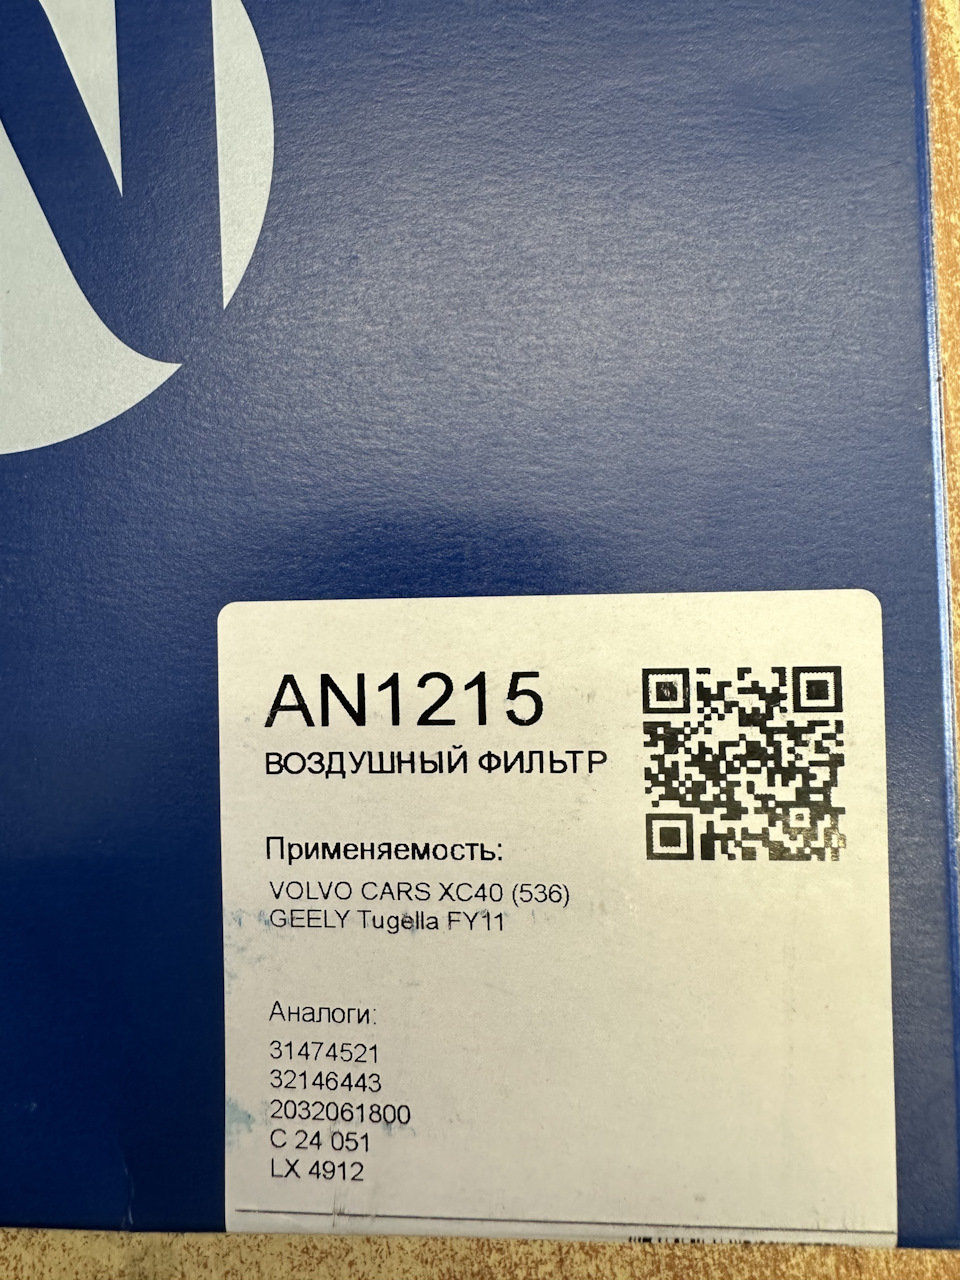 AN1215
ВОЗДУШНЫЙ ФИЛЬТР
Применяемость:
VOLVO CARS XC40 (536)
GEELY Tugella FY11
Аналоги:
31474521
32146443
2032061800
C 24 051
LX 4912